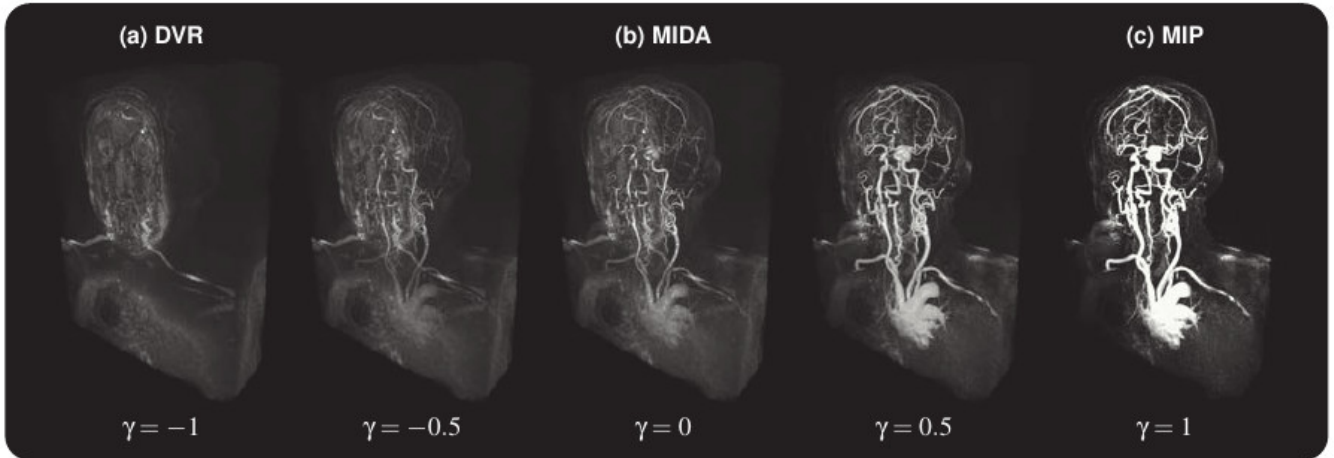 (a) DVR (b) MIDA (c) MIP
γ = −1 γ = −0.5 γ = 0 γ = 0.5 γ = 1